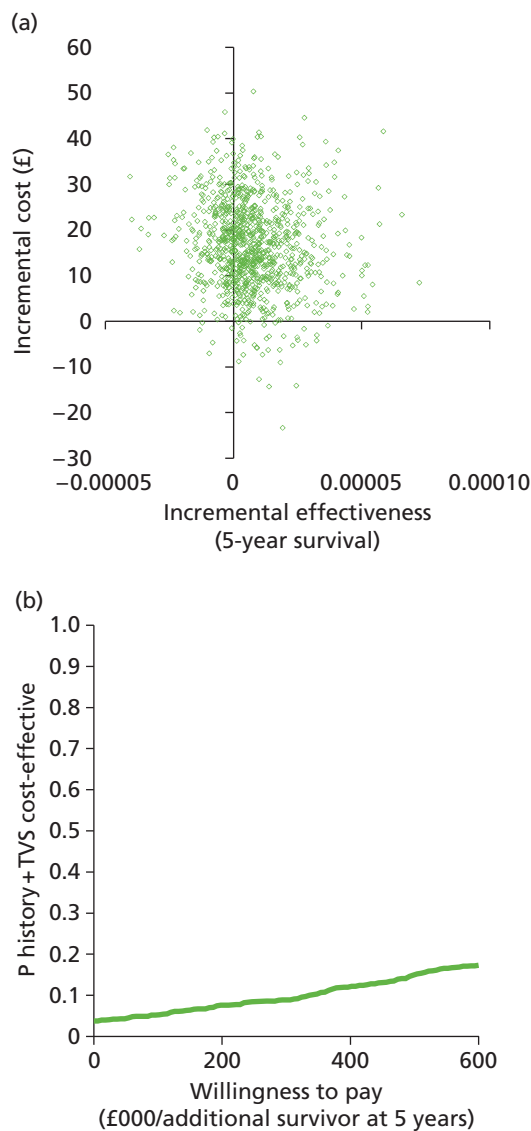 (a)
60
50
40
30
20
10
0
−10
−20
−30
−0.00005 0 0.00005 0.00010
Incremental cost (£)
Incremental effectiveness
(5-year survival)
(b)
1.0
0.9
0.8
0.7
0.6
0.5
0.4
0.3
0.2
0.1
0
0 200 400 600
P history + TVS cost-effective
Willingness to pay
(£000/additional survivor at 5 years)